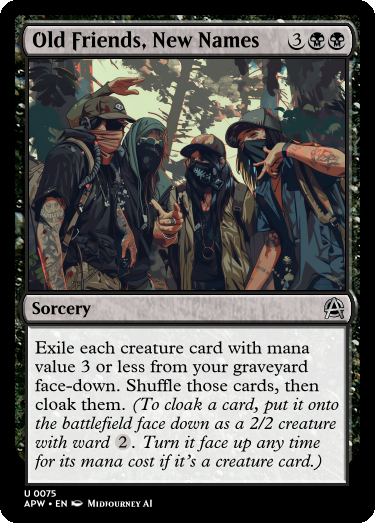 Old Friends, New Names 3
Sorcery
Exile each creature card with mana
value 3 or less from your graveyard
face-down. Shuffle those cards, then
cloak them. (To cloak a card, put it onto
the battlefield face down as a 2/2 creature
with ward 2. Turn it face up any time
for its mana cost if it's a creature card.)
U 0075
APW • EN Midjourney AI